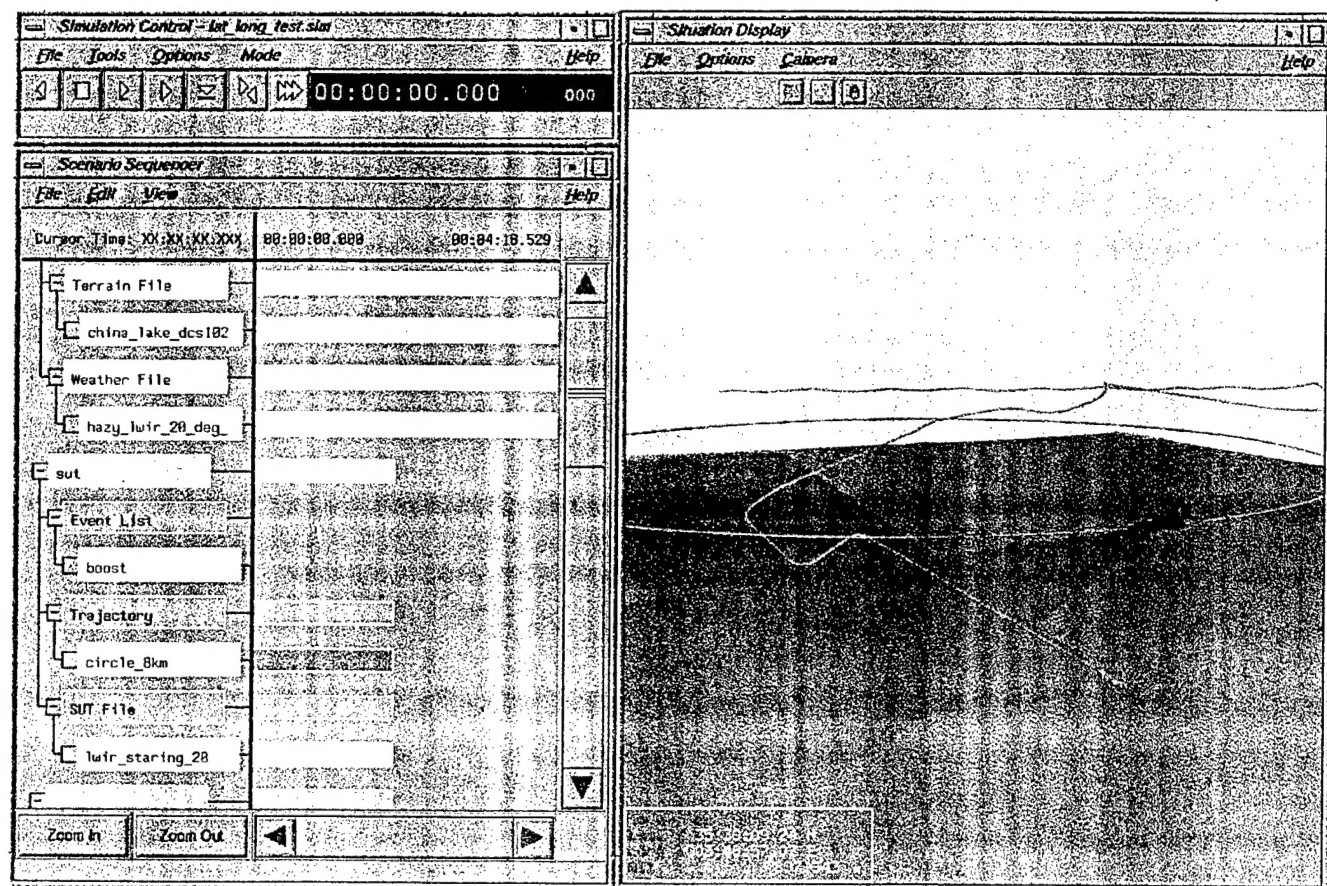 Simulation Control - lat_long_test.sim
File Tools Options Mode Help
00:00:00.000 000
Scenario Sequencer
File Edit View Help
Cursor Time: XX:XX:XX.XXX 00:00:00.000 00:04:18.529
Terrain File
china_lake_dcs102
Weather File
hazy_lwir_20_deg_
sut
Event List
boost
Trajectory
circle_8km
SUT File
lwir_staring_20
Zoom In Zoom Out
Situation Display
File Options Camera Help